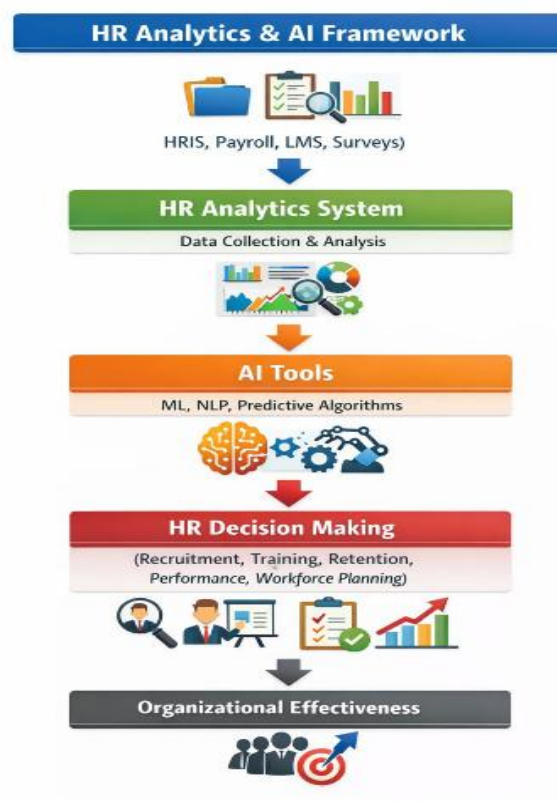 HR Analytics & AI Framework
HRIS, Payroll, LMS, Surveys)
HR Analytics System
Data Collection & Analysis
AI Tools
ML, NLP, Predictive Algorithms
HR Decision Making
(Recruitment, Training, Retention,
Performance, Workforce Planning)
Organizational Effectiveness